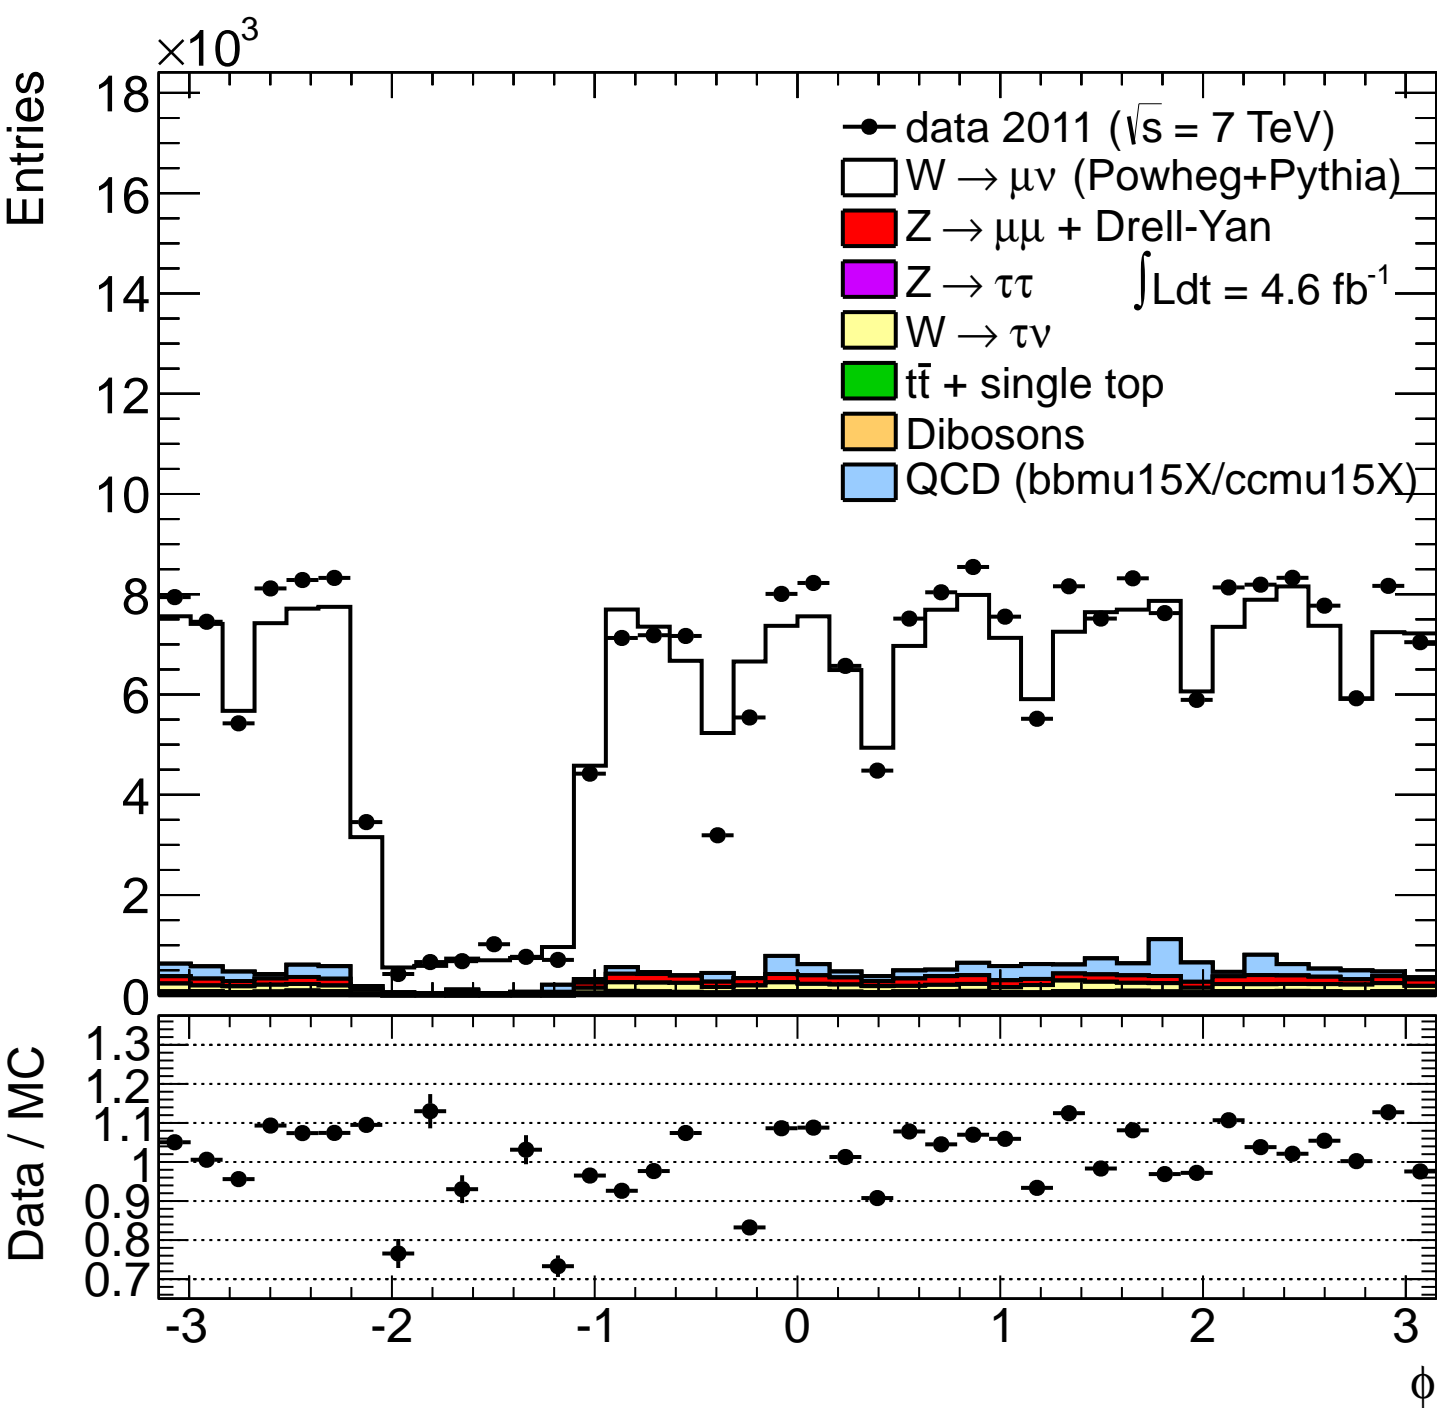 ×10³
Entries
18
16
14
12
10
8
6
4
2
0
data 2011 (√s = 7 TeV)
W → μν (Powheg+Pythia)
Z → μμ + Drell-Yan
Z → ττ
∫Ldt = 4.6 fb⁻¹
W → τν
tt̄ + single top
Dibosons
QCD (bbmu15X/ccmu15X)
Data / MC
1.3
1.2
1.1
1
0.9
0.8
0.7
-3 -2 -1 0 1 2 3
ϕ